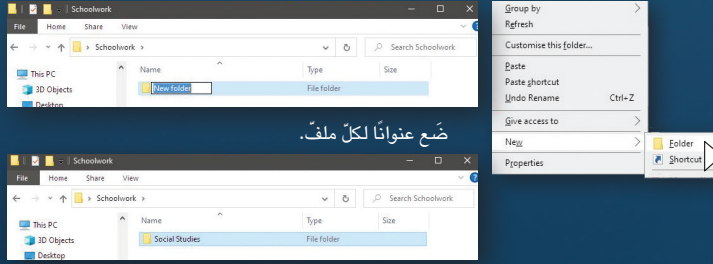 Schoolwork
File Home Share View
Schoolwork
Search Schoolwork
Name Type Size
This PC
3D Objects
Desktop
New folder File folder
ضَع عنوانًا لكلّ ملفّ.
Schoolwork
File Home Share View
Schoolwork
Search Schoolwork
Name Type Size
This PC
3D Objects
Desktop
Social Studies File folder
Group by
Refresh
Customise this folder...
Paste
Paste shortcut
Undo Rename Ctrl+Z
Give access to
New
Properties
Folder
Shortcut